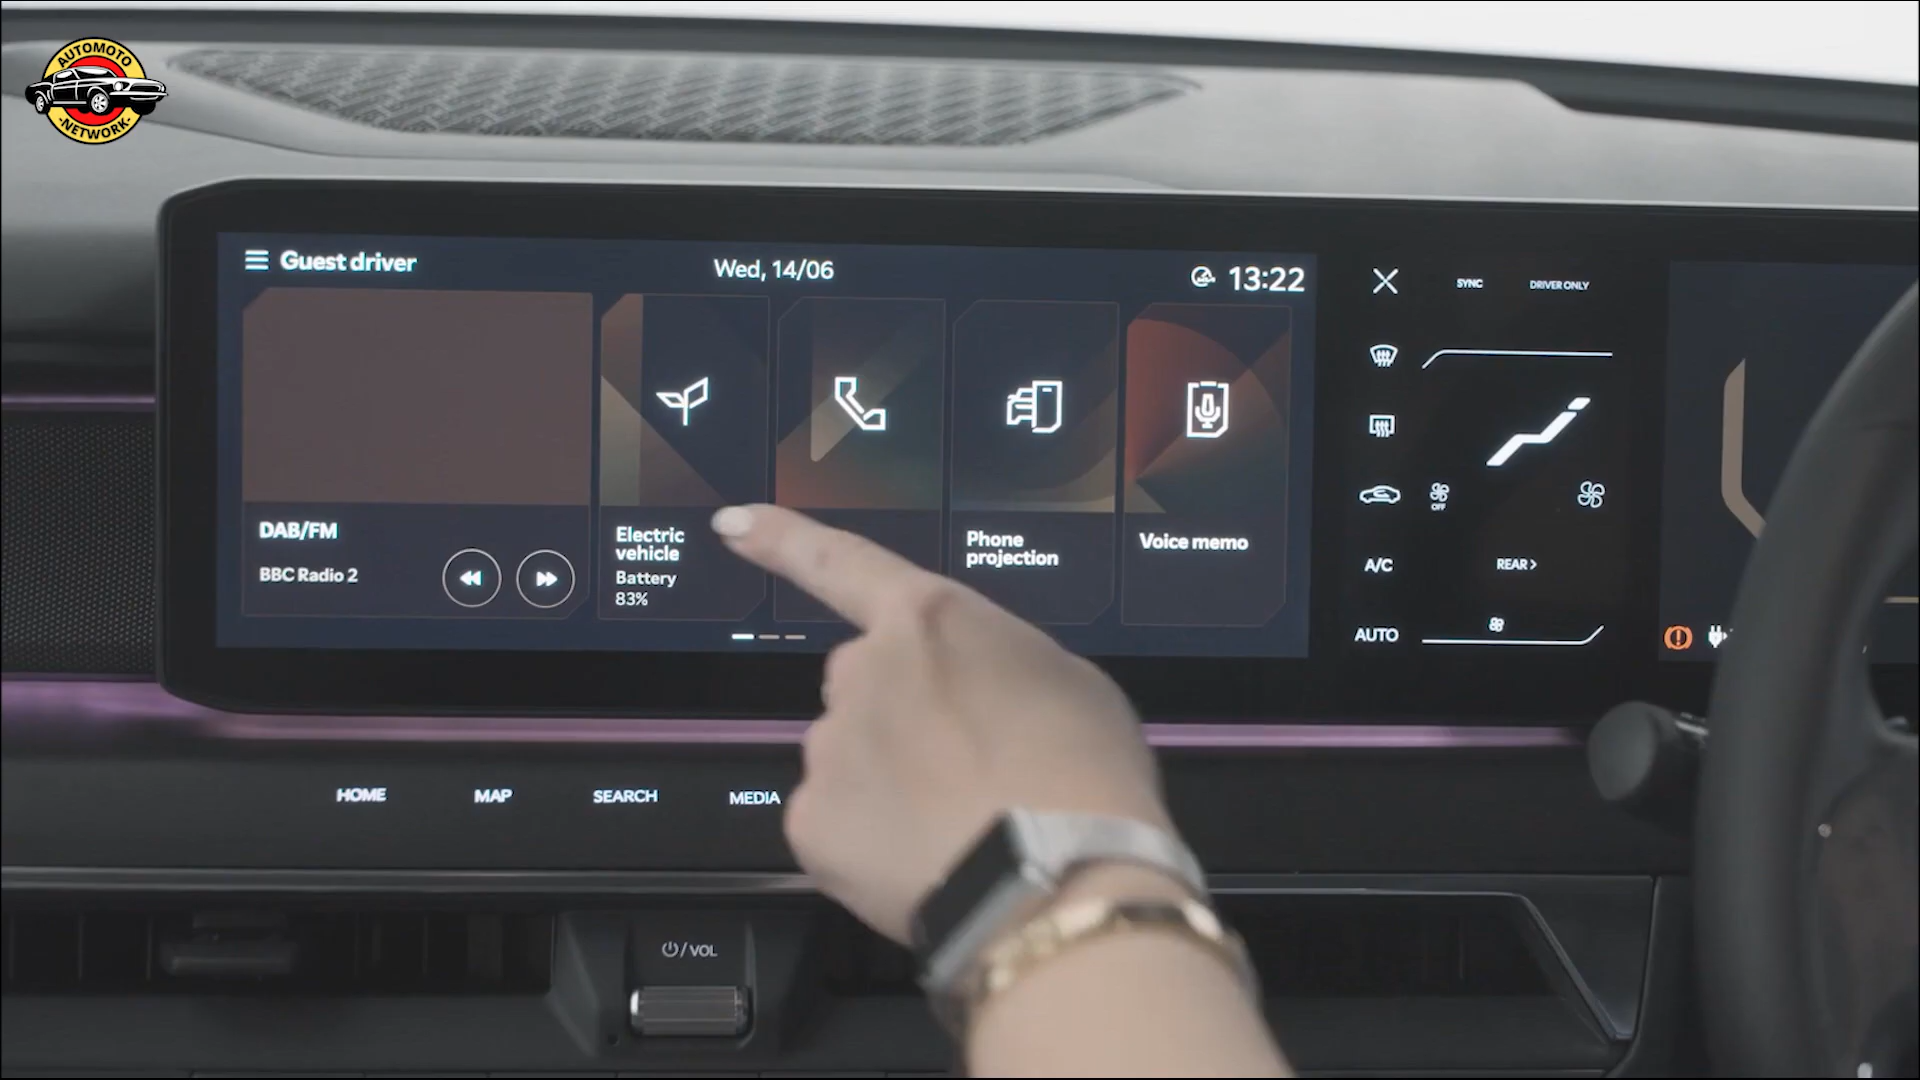 AUTOMOTO
-NETWORK-
Guest driver
Wed, 14/06
13:22
SYNC
DRIVER ONLY
DAB/FM
BBC Radio 2
Electric
vehicle
Battery
83%
Phone
projection
Voice memo
OFF
A/C
REAR >
AUTO
HOME
MAP
SEARCH
MEDIA
/ VOL